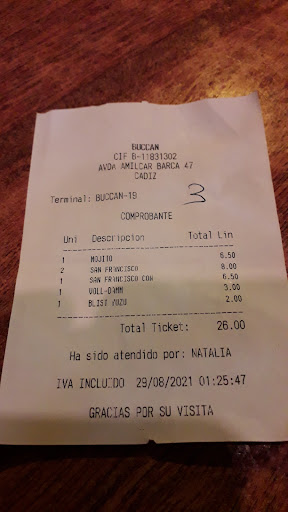 BUCCAN
CIF B-11831302
AVDA AMILCAR BARCA 47
CADIZ
Terminal: BUCCAN-19
3
COMPROBANTE
Uni Descripcion Total Lin
1 MOJITO 6.50
2 SAN FRANCISCO 8.00
1 SAN FRANCISCO CON 6.50
1 VOLL-DAMM 3.00
1 BLIST YUZU 2.00
Total Ticket: 26.00
Ha sido atendido por: NATALIA
IVA INCLUIDO 29/08/2021 01:25:47
GRACIAS POR SU VISITA